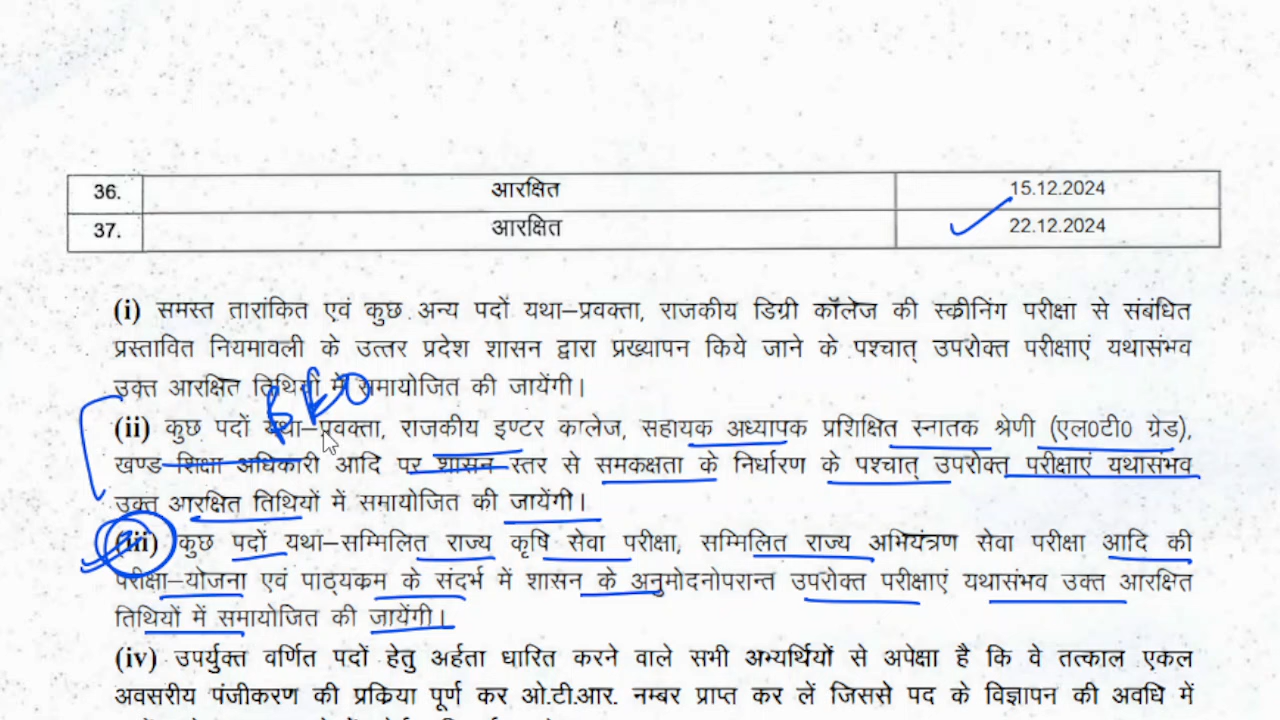 36. आरक्षित 15.12.2024
37. आरक्षित 22.12.2024
(i) समस्त तारांकित एवं कुछ अन्य पदों यथा–प्रवक्ता, राजकीय डिग्री कॉलेज की स्क्रीनिंग परीक्षा से संबंधित
प्रस्तावित नियमावली के उत्तर प्रदेश शासन द्वारा प्रख्यापन किये जाने के पश्चात् उपरोक्त परीक्षाएं यथासंभव
उक्त आरक्षित तिथियों में समायोजित की जायेंगी।
(ii) कुछ पदों यथा–प्रवक्ता, राजकीय इण्टर कालेज, सहायक अध्यापक प्रशिक्षित स्नातक श्रेणी (एल0टी0 ग्रेड),
खण्ड शिक्षा अधिकारी आदि पर शासन स्तर से समकक्षता के निर्धारण के पश्चात् उपरोक्त परीक्षाएं यथासंभव
उक्त आरक्षित तिथियों में समायोजित की जायेंगी।
(iii) कुछ पदों यथा–सम्मिलित राज्य कृषि सेवा परीक्षा, सम्मिलित राज्य अभियंत्रण सेवा परीक्षा आदि की
परीक्षा–योजना एवं पाठ्यक्रम के संदर्भ में शासन के अनुमोदनोपरान्त उपरोक्त परीक्षाएं यथासंभव उक्त आरक्षित
तिथियों में समायोजित की जायेंगी।
(iv) उपर्युक्त वर्णित पदों हेतु अर्हता धारित करने वाले सभी अभ्यर्थियों से अपेक्षा है कि वे तत्काल एकल
अवसरीय पंजीकरण की प्रक्रिया पूर्ण कर ओ.टी.आर. नम्बर प्राप्त कर लें जिससे पद के विज्ञापन की अवधि में